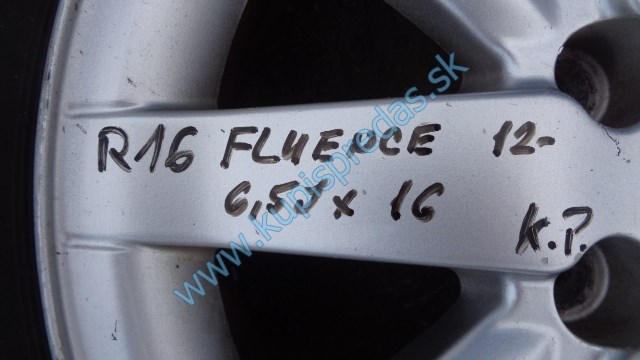 R16 FLUENCE 12-
6,5J x 16
K.P.
www.kupispredas.sk